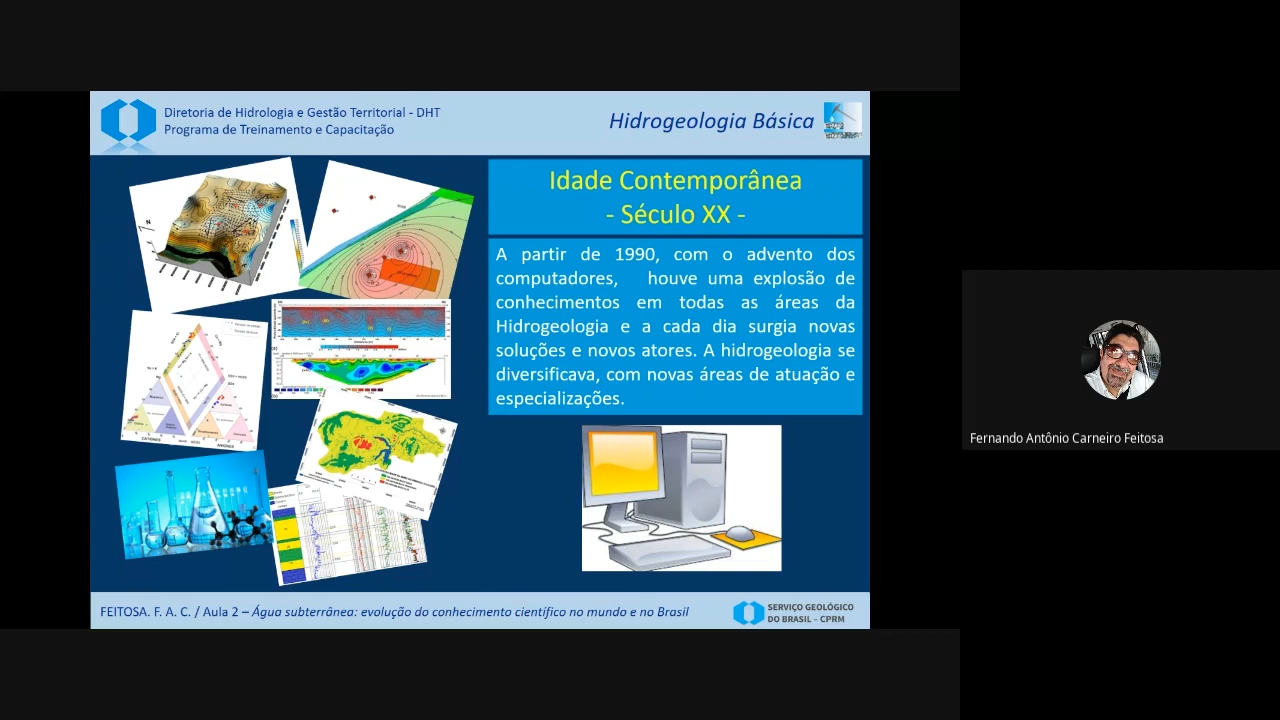 Diretoria de Hidrologia e Gestão Territorial - DHT
Programa de Treinamento e Capacitação
Hidrogeologia Básica
Idade Contemporânea
- Século XX -
A partir de 1990, com o advento dos
computadores, houve uma explosão de
conhecimentos em todas as áreas da
Hidrogeologia e a cada dia surgia novas
soluções e novos atores. A hidrogeologia se
diversificava, com novas áreas de atuação e
especializações.
CATIONES
ANIONES
FEITOSA. F. A. C. / Aula 2 – Água subterrânea: evolução do conhecimento científico no mundo e no Brasil
SERVIÇO GEOLÓGICO
DO BRASIL – CPRM
Fernando Antônio Carneiro Feitosa